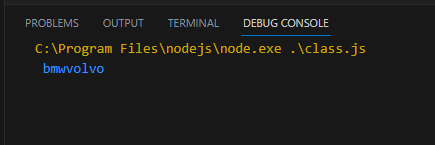 PROBLEMS OUTPUT TERMINAL DEBUG CONSOLE
C:\Program Files\nodejs\node.exe .\class.js
bmwvolvo